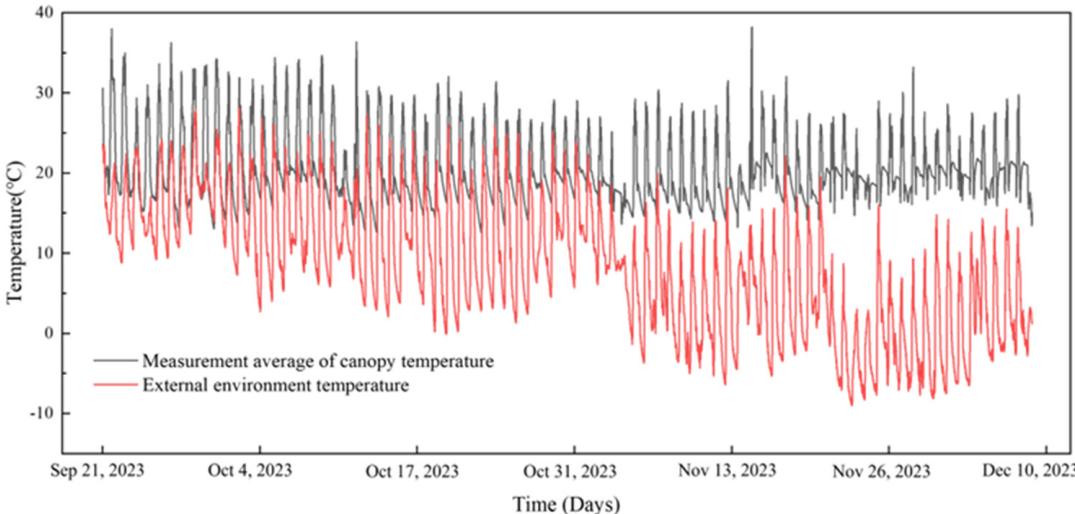 40
30
20
10
0
-10
Temperature(°C)
Measurement average of canopy temperature
External environment temperature
Sep 21, 2023 Oct 4, 2023 Oct 17, 2023 Oct 31, 2023 Nov 13, 2023 Nov 26, 2023 Dec 10, 2023
Time (Days)